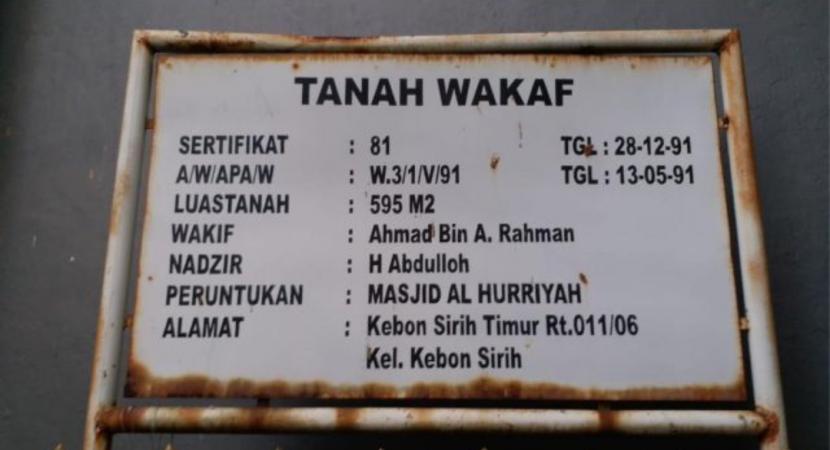 TANAH WAKAF
SERTIFIKAT : 81 TGL : 28-12-91
A/W/APA/W : W.3/1/V/91 TGL : 13-05-91
LUASTANAH : 595 M2
WAKIF : Ahmad Bin A. Rahman
NADZIR : H Abdulloh
PERUNTUKAN : MASJID AL HURRIYAH
ALAMAT : Kebon Sirih Timur Rt.011/06
Kel. Kebon Sirih